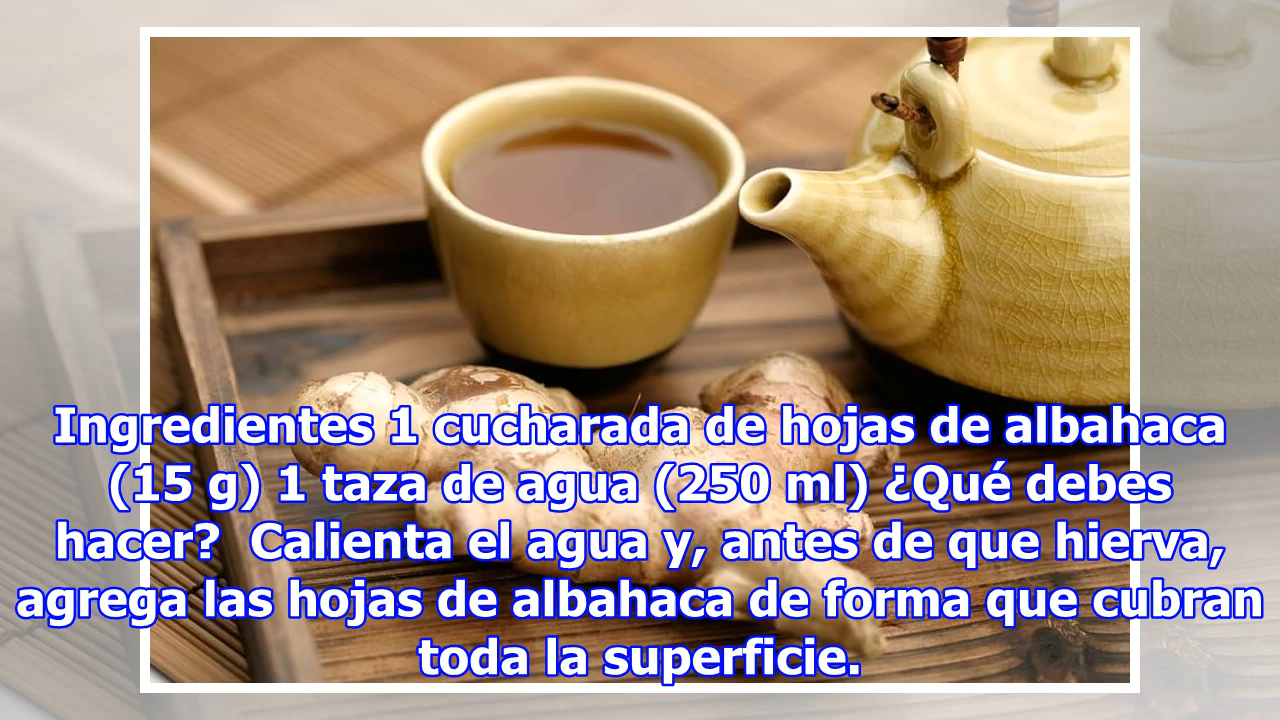 Ingredientes 1 cucharada de hojas de albahaca
(15 g) 1 taza de agua (250 ml) ¿Qué debes
hacer?  Calienta el agua y, antes de que hierva,
agrega las hojas de albahaca de forma que cubran
toda la superficie.